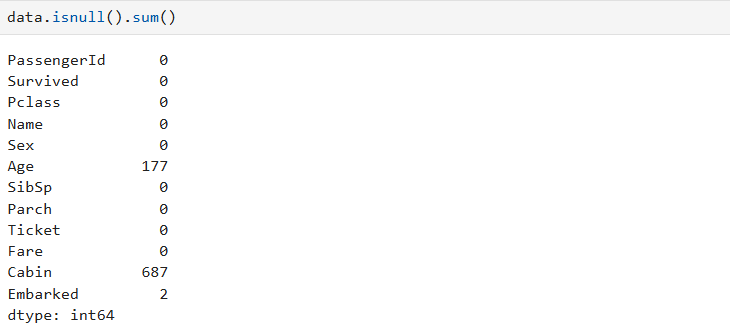 data.isnull().sum()
PassengerId 0
Survived 0
Pclass 0
Name 0
Sex 0
Age 177
SibSp 0
Parch 0
Ticket 0
Fare 0
Cabin 687
Embarked 2
dtype: int64